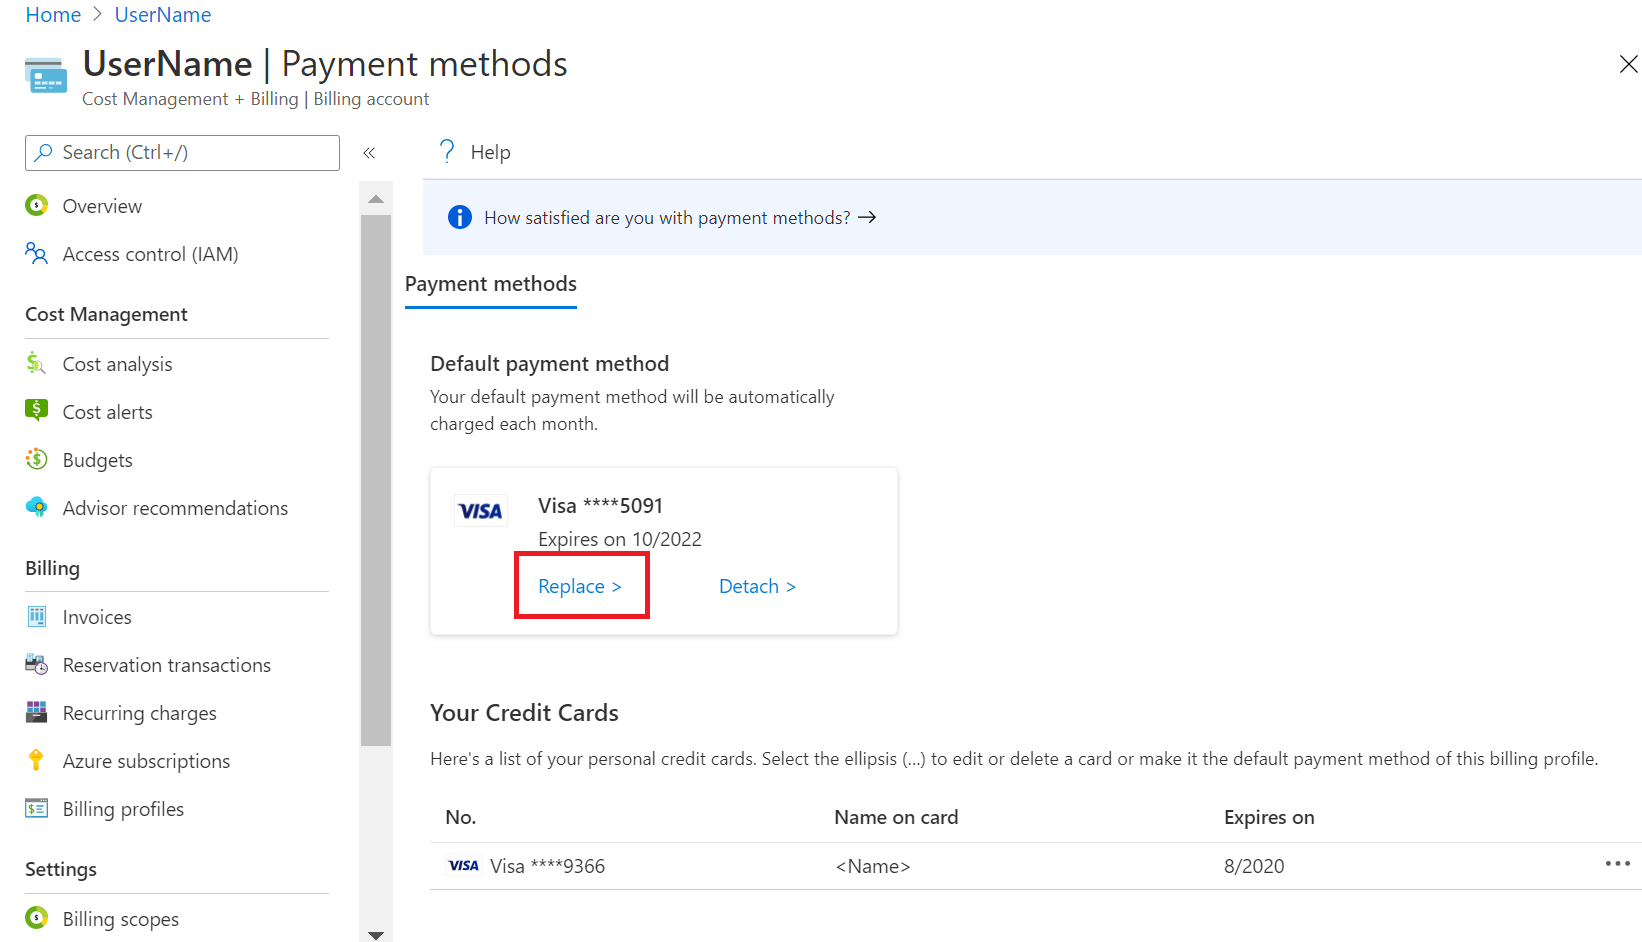 Home > UserName
UserName | Payment methods
Cost Management + Billing | Billing account
Search (Ctrl+/)
«
Overview
Access control (IAM)
Cost Management
Cost analysis
Cost alerts
Budgets
Advisor recommendations
Billing
Invoices
Reservation transactions
Recurring charges
Azure subscriptions
Billing profiles
Settings
Billing scopes
? Help
How satisfied are you with payment methods? →
Payment methods
Default payment method
Your default payment method will be automatically
charged each month.
VISA
Visa ****5091
Expires on 10/2022
Replace > Detach >
Your Credit Cards
Here's a list of your personal credit cards. Select the ellipsis (...) to edit or delete a card or make it the default payment method of this billing profile.
No. Name on card Expires on
VISA Visa ****9366 <Name> 8/2020 ···